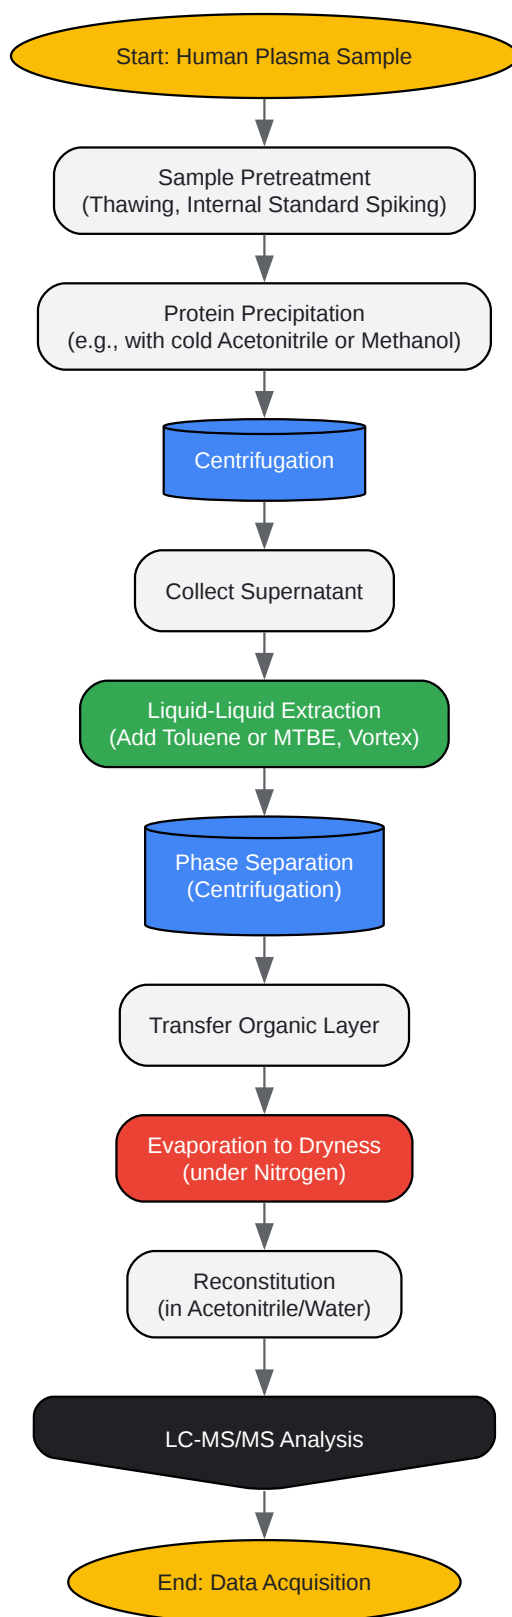 Start: Human Plasma Sample
Sample Pretreatment
(Thawing, Internal Standard Spiking)
Protein Precipitation
(e.g., with cold Acetonitrile or Methanol)
Centrifugation
Collect Supernatant
Liquid-Liquid Extraction
(Add Toluene or MTBE, Vortex)
Phase Separation
(Centrifugation)
Transfer Organic Layer
Evaporation to Dryness
(under Nitrogen)
Reconstitution
(in Acetonitrile/Water)
LC-MS/MS Analysis
End: Data Acquisition